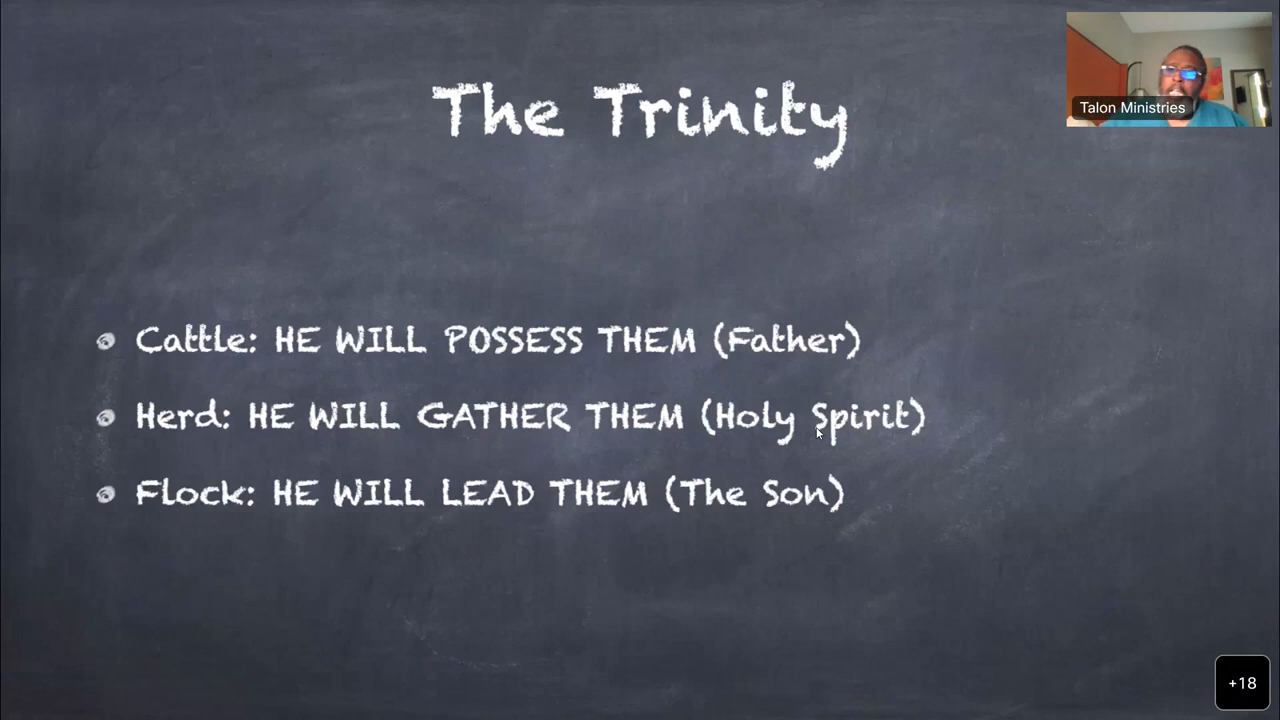 The Trinity
Talon Ministries
Cattle: HE WILL POSSESS THEM (Father)
Herd: HE WILL GATHER THEM (Holy Spirit)
Flock: HE WILL LEAD THEM (The Son)
+18